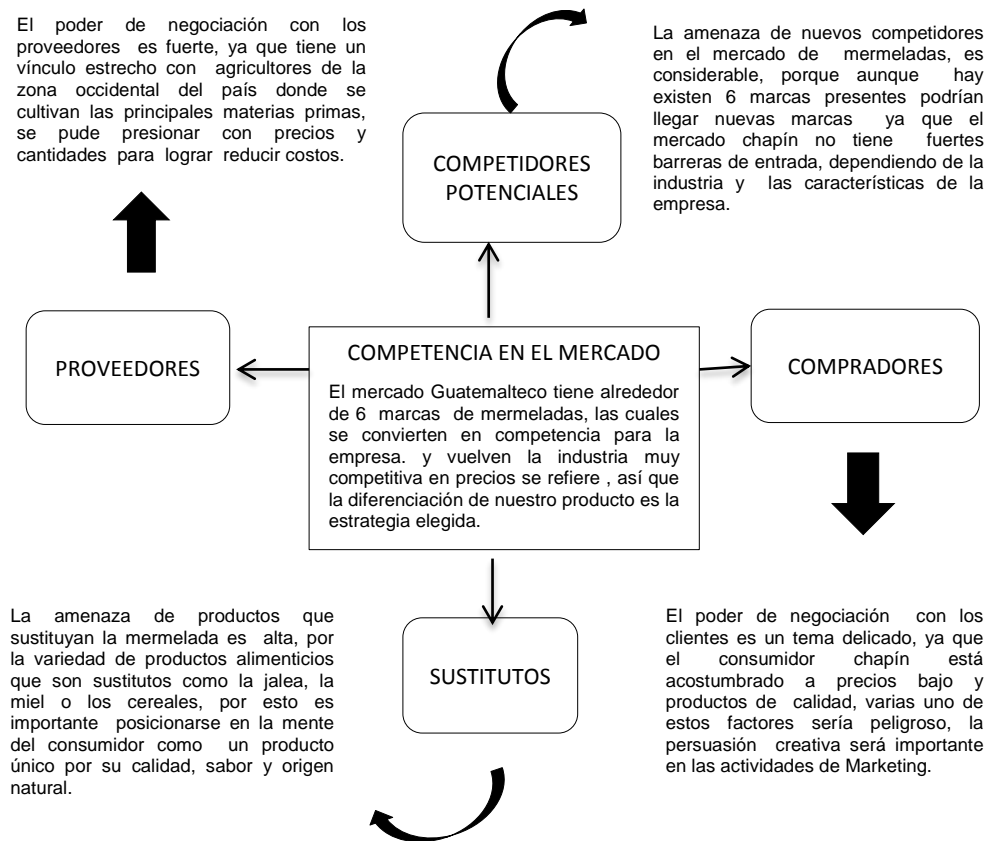 El poder de negociación con los
proveedores es fuerte, ya que tiene un
vínculo estrecho con agricultores de la
zona occidental del país donde se
cultivan las principales materias primas,
se pude presionar con precios y
cantidades para lograr reducir costos.
La amenaza de nuevos competidores
en el mercado de mermeladas, es
considerable, porque aunque hay
existen 6 marcas presentes podrían
llegar nuevas marcas ya que el
mercado chapín no tiene fuertes
barreras de entrada, dependiendo de la
industria y las características de la
empresa.
COMPETIDORES
POTENCIALES
PROVEEDORES
COMPETENCIA EN EL MERCADO
El mercado Guatemalteco tiene alrededor
de 6 marcas de mermeladas, las cuales
se convierten en competencia para la
empresa. y vuelven la industria muy
competitiva en precios se refiere , así que
la diferenciación de nuestro producto es la
estrategia elegida.
COMPRADORES
La amenaza de productos que
sustituyan la mermelada es alta, por
la variedad de productos alimenticios
que son sustitutos como la jalea, la
miel o los cereales, por esto es
importante posicionarse en la mente
del consumidor como un producto
único por su calidad, sabor y origen
natural.
SUSTITUTOS
El poder de negociación con los
clientes es un tema delicado, ya que
el consumidor chapín está
acostumbrado a precios bajo y
productos de calidad, varias uno de
estos factores sería peligroso, la
persuasión creativa será importante
en las actividades de Marketing.